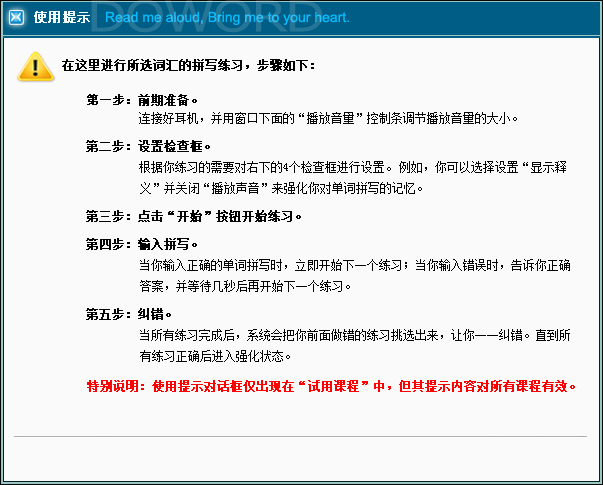 DOWORD
使用提示 Read me aloud, Bring me to your heart.
在这里进行所选词汇的拼写练习，步骤如下：
第一步：前期准备。
连接好耳机，并用窗口下面的“播放音量”控制条调节播放音量的大小。
第二步：设置检查框。
根据你练习的需要对右下的4个检查框进行设置。例如，你可以选择设置“显示释
义”并关闭“播放声音”来强化你对单词拼写的记忆。
第三步：点击“开始”按钮开始练习。
第四步：输入拼写。
当你输入正确的单词拼写时，立即开始下一个练习；当你输入错误时，告诉你正确
答案，并等待几秒后再开始下一个练习。
第五步：纠错。
当所有练习完成后，系统会把你前面做错的练习挑选出来，让你一一纠错。直到所
有练习正确后进入强化状态。
特别说明：使用提示对话框仅出现在“试用课程”中，但其提示内容对所有课程有效。